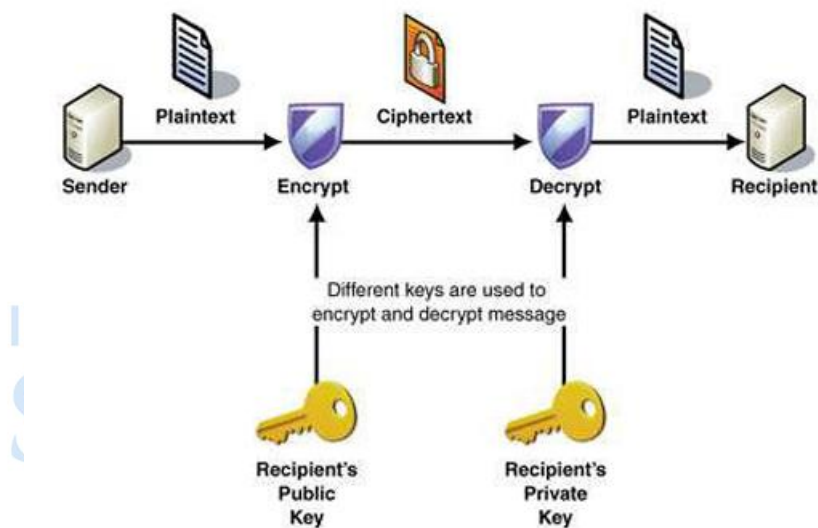 Plaintext
Ciphertext
Plaintext
Sender
Encrypt
Decrypt
Recipient
Different keys are used to
encrypt and decrypt message
Recipient's
Public
Key
Recipient's
Private
Key